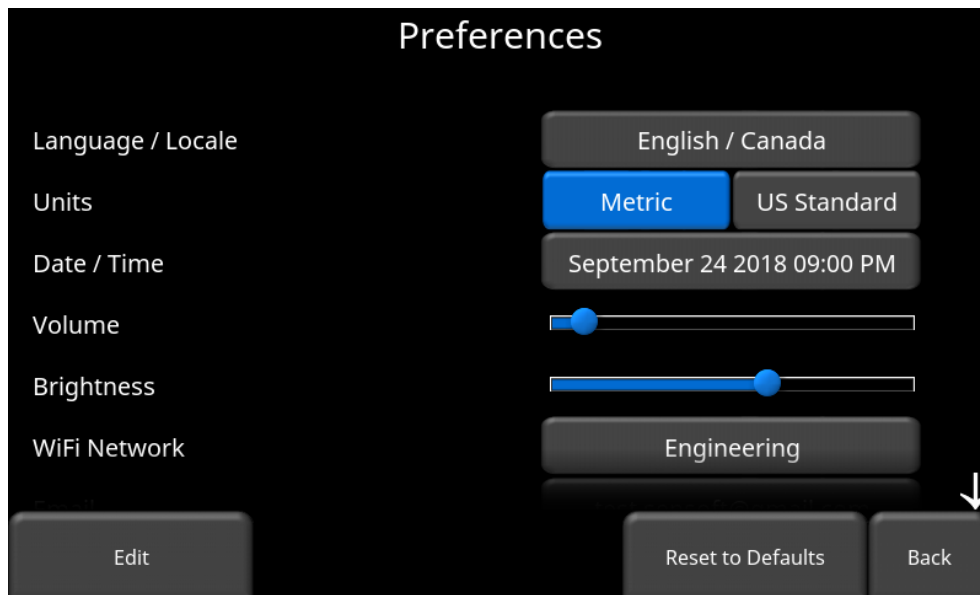 Preferences
Language / Locale English / Canada
Units Metric US Standard
Date / Time September 24 2018 09:00 PM
Volume
Brightness
WiFi Network Engineering
Email
Edit Reset to Defaults Back